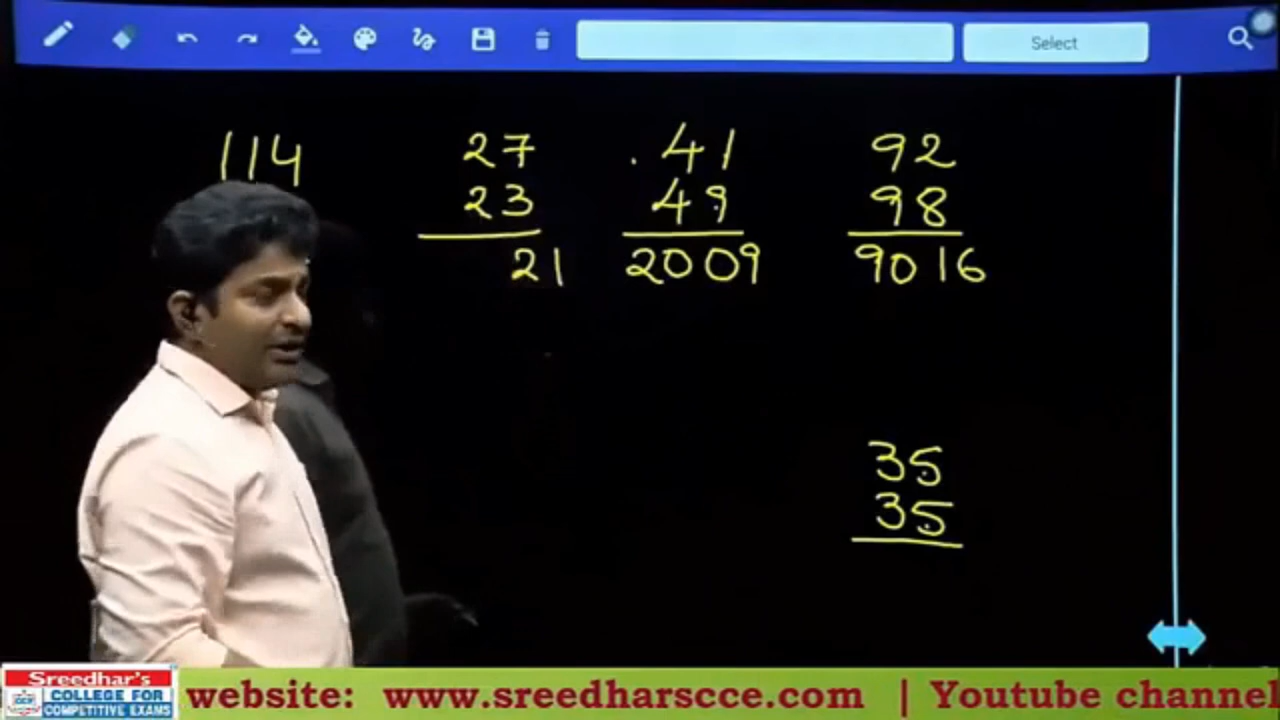 Select
114
27
23
21
41
49
2009
92
98
9016
35
35
Sreedhar's
CCE
COLLEGE FOR
COMPETITIVE EXAMS
website: www.sreedharscce.com | Youtube channel